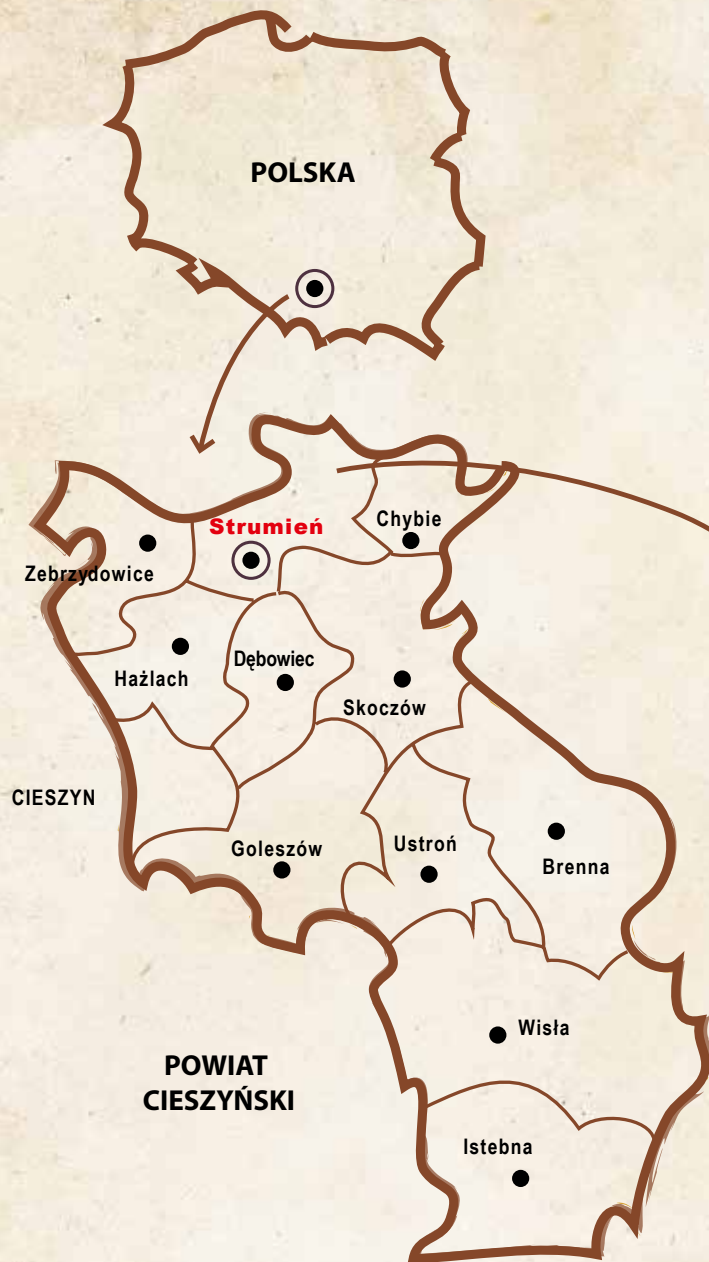 POLSKA
Strumień
Chybie
Zebrzydowice
Dębowiec
Hażlach
Skoczów
CIESZYN
Goleszów
Ustroń
Brenna
Wisła
POWIAT
CIESZYŃSKI
Istebna